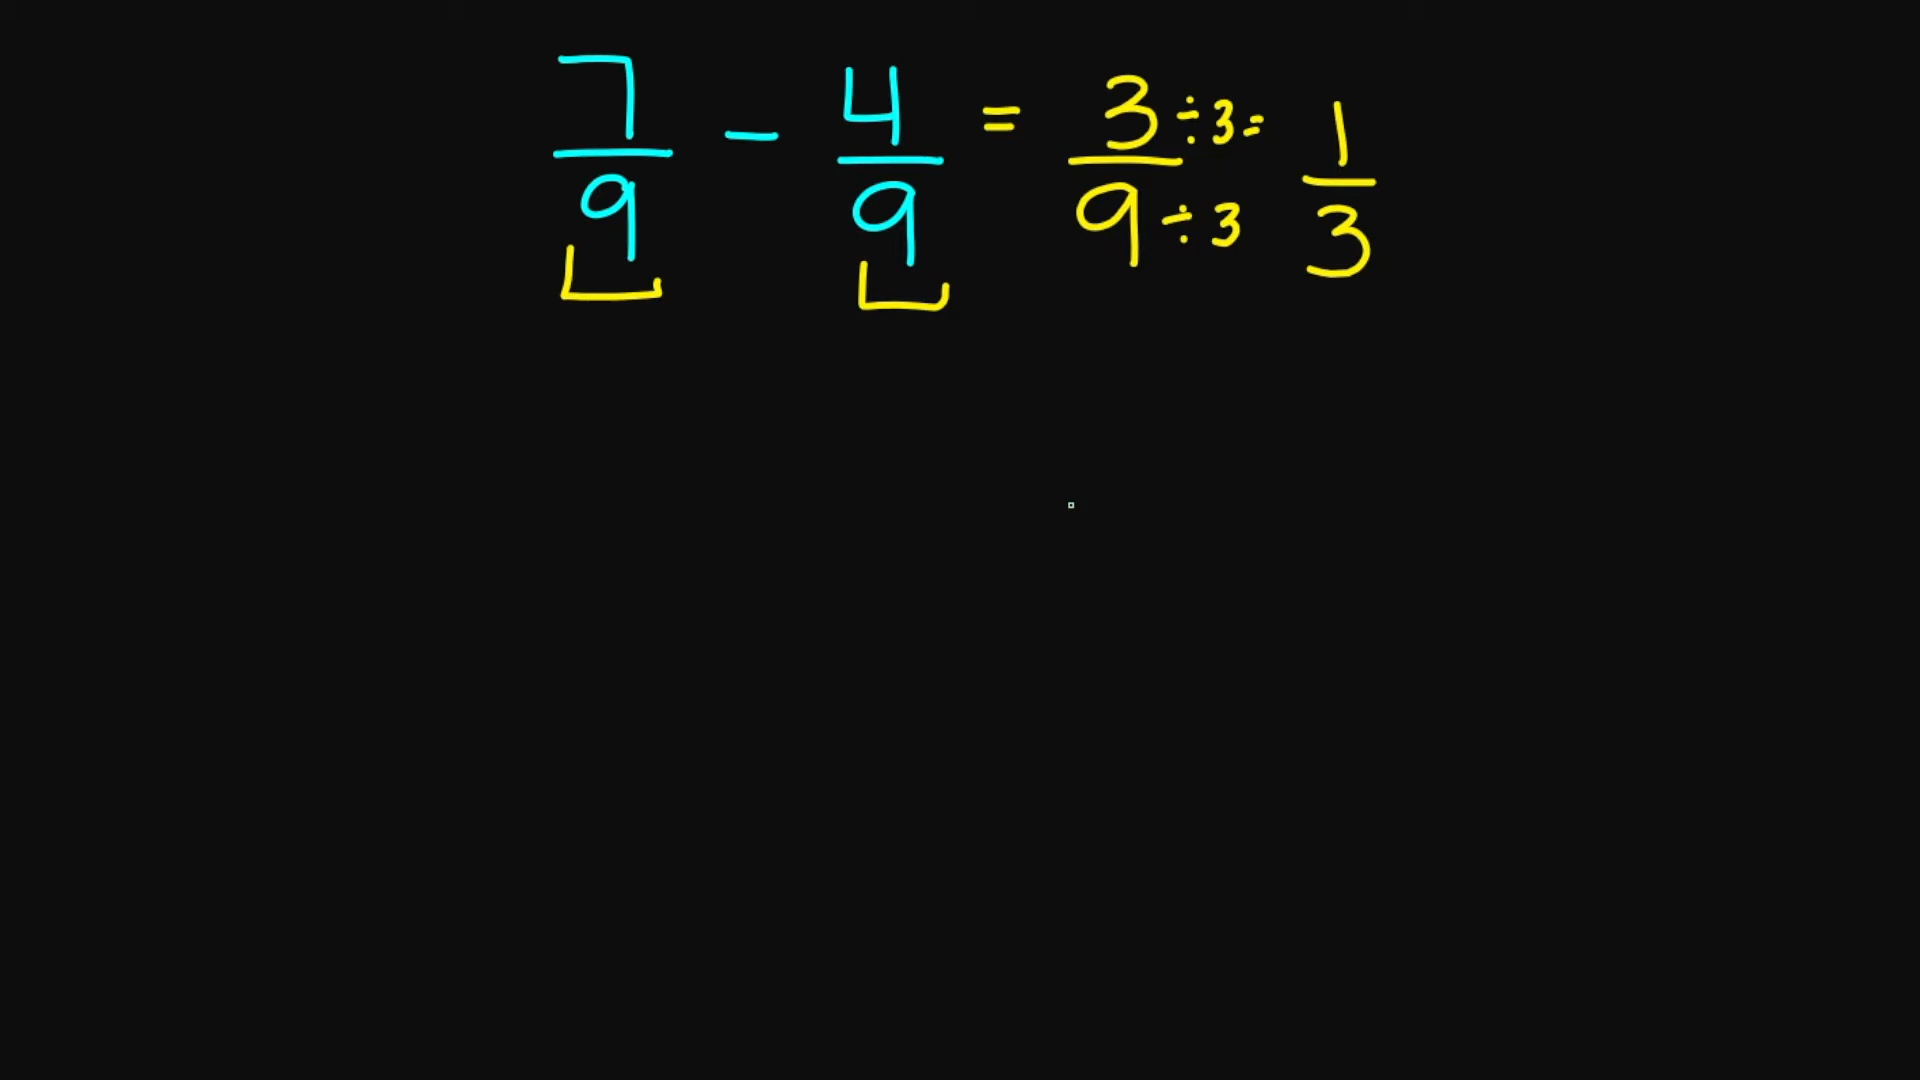 7/9 - 4/9 = 3÷3/9÷3 = 1/3